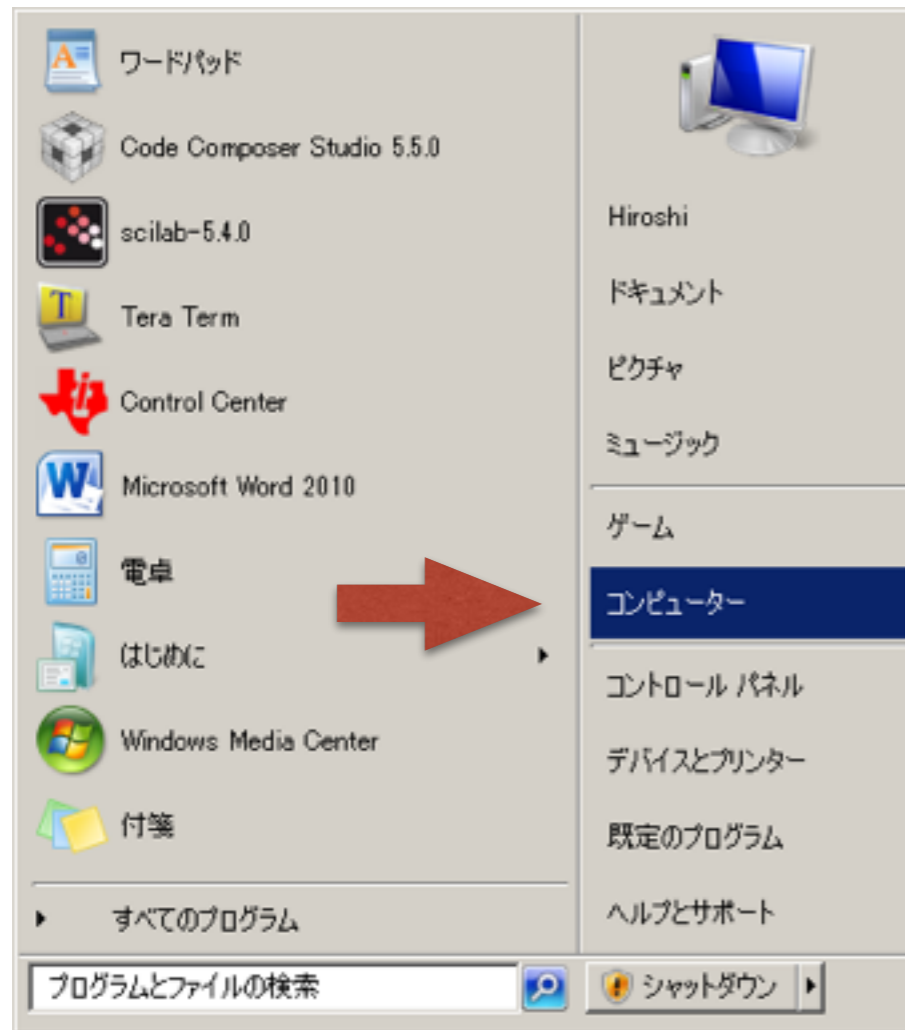 ワードパッド
Code Composer Studio 5.5.0
scilab-5.4.0
Tera Term
Control Center
Microsoft Word 2010
電卓
はじめに
Windows Media Center
付箋
すべてのプログラム
プログラムとファイルの検索
Hiroshi
ドキュメント
ピクチャ
ミュージック
ゲーム
コンピューター
コントロール パネル
デバイスとプリンター
既定のプログラム
ヘルプとサポート
シャットダウン